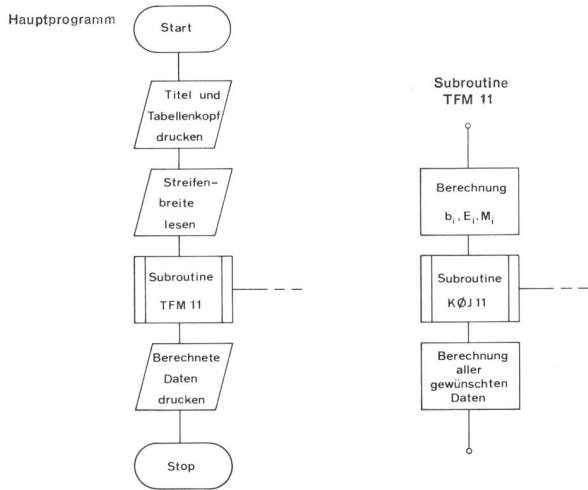 Hauptprogramm
Start
Titel und
Tabellenkopf
drucken
Streifen-
breite
lesen
Subroutine
TFM 11
Berechnete
Daten
drucken
Stop
Subroutine
TFM 11
Berechnung
bi, Ei, Mi
Subroutine
KØJ 11
Berechnung
aller
gewünschten
Daten